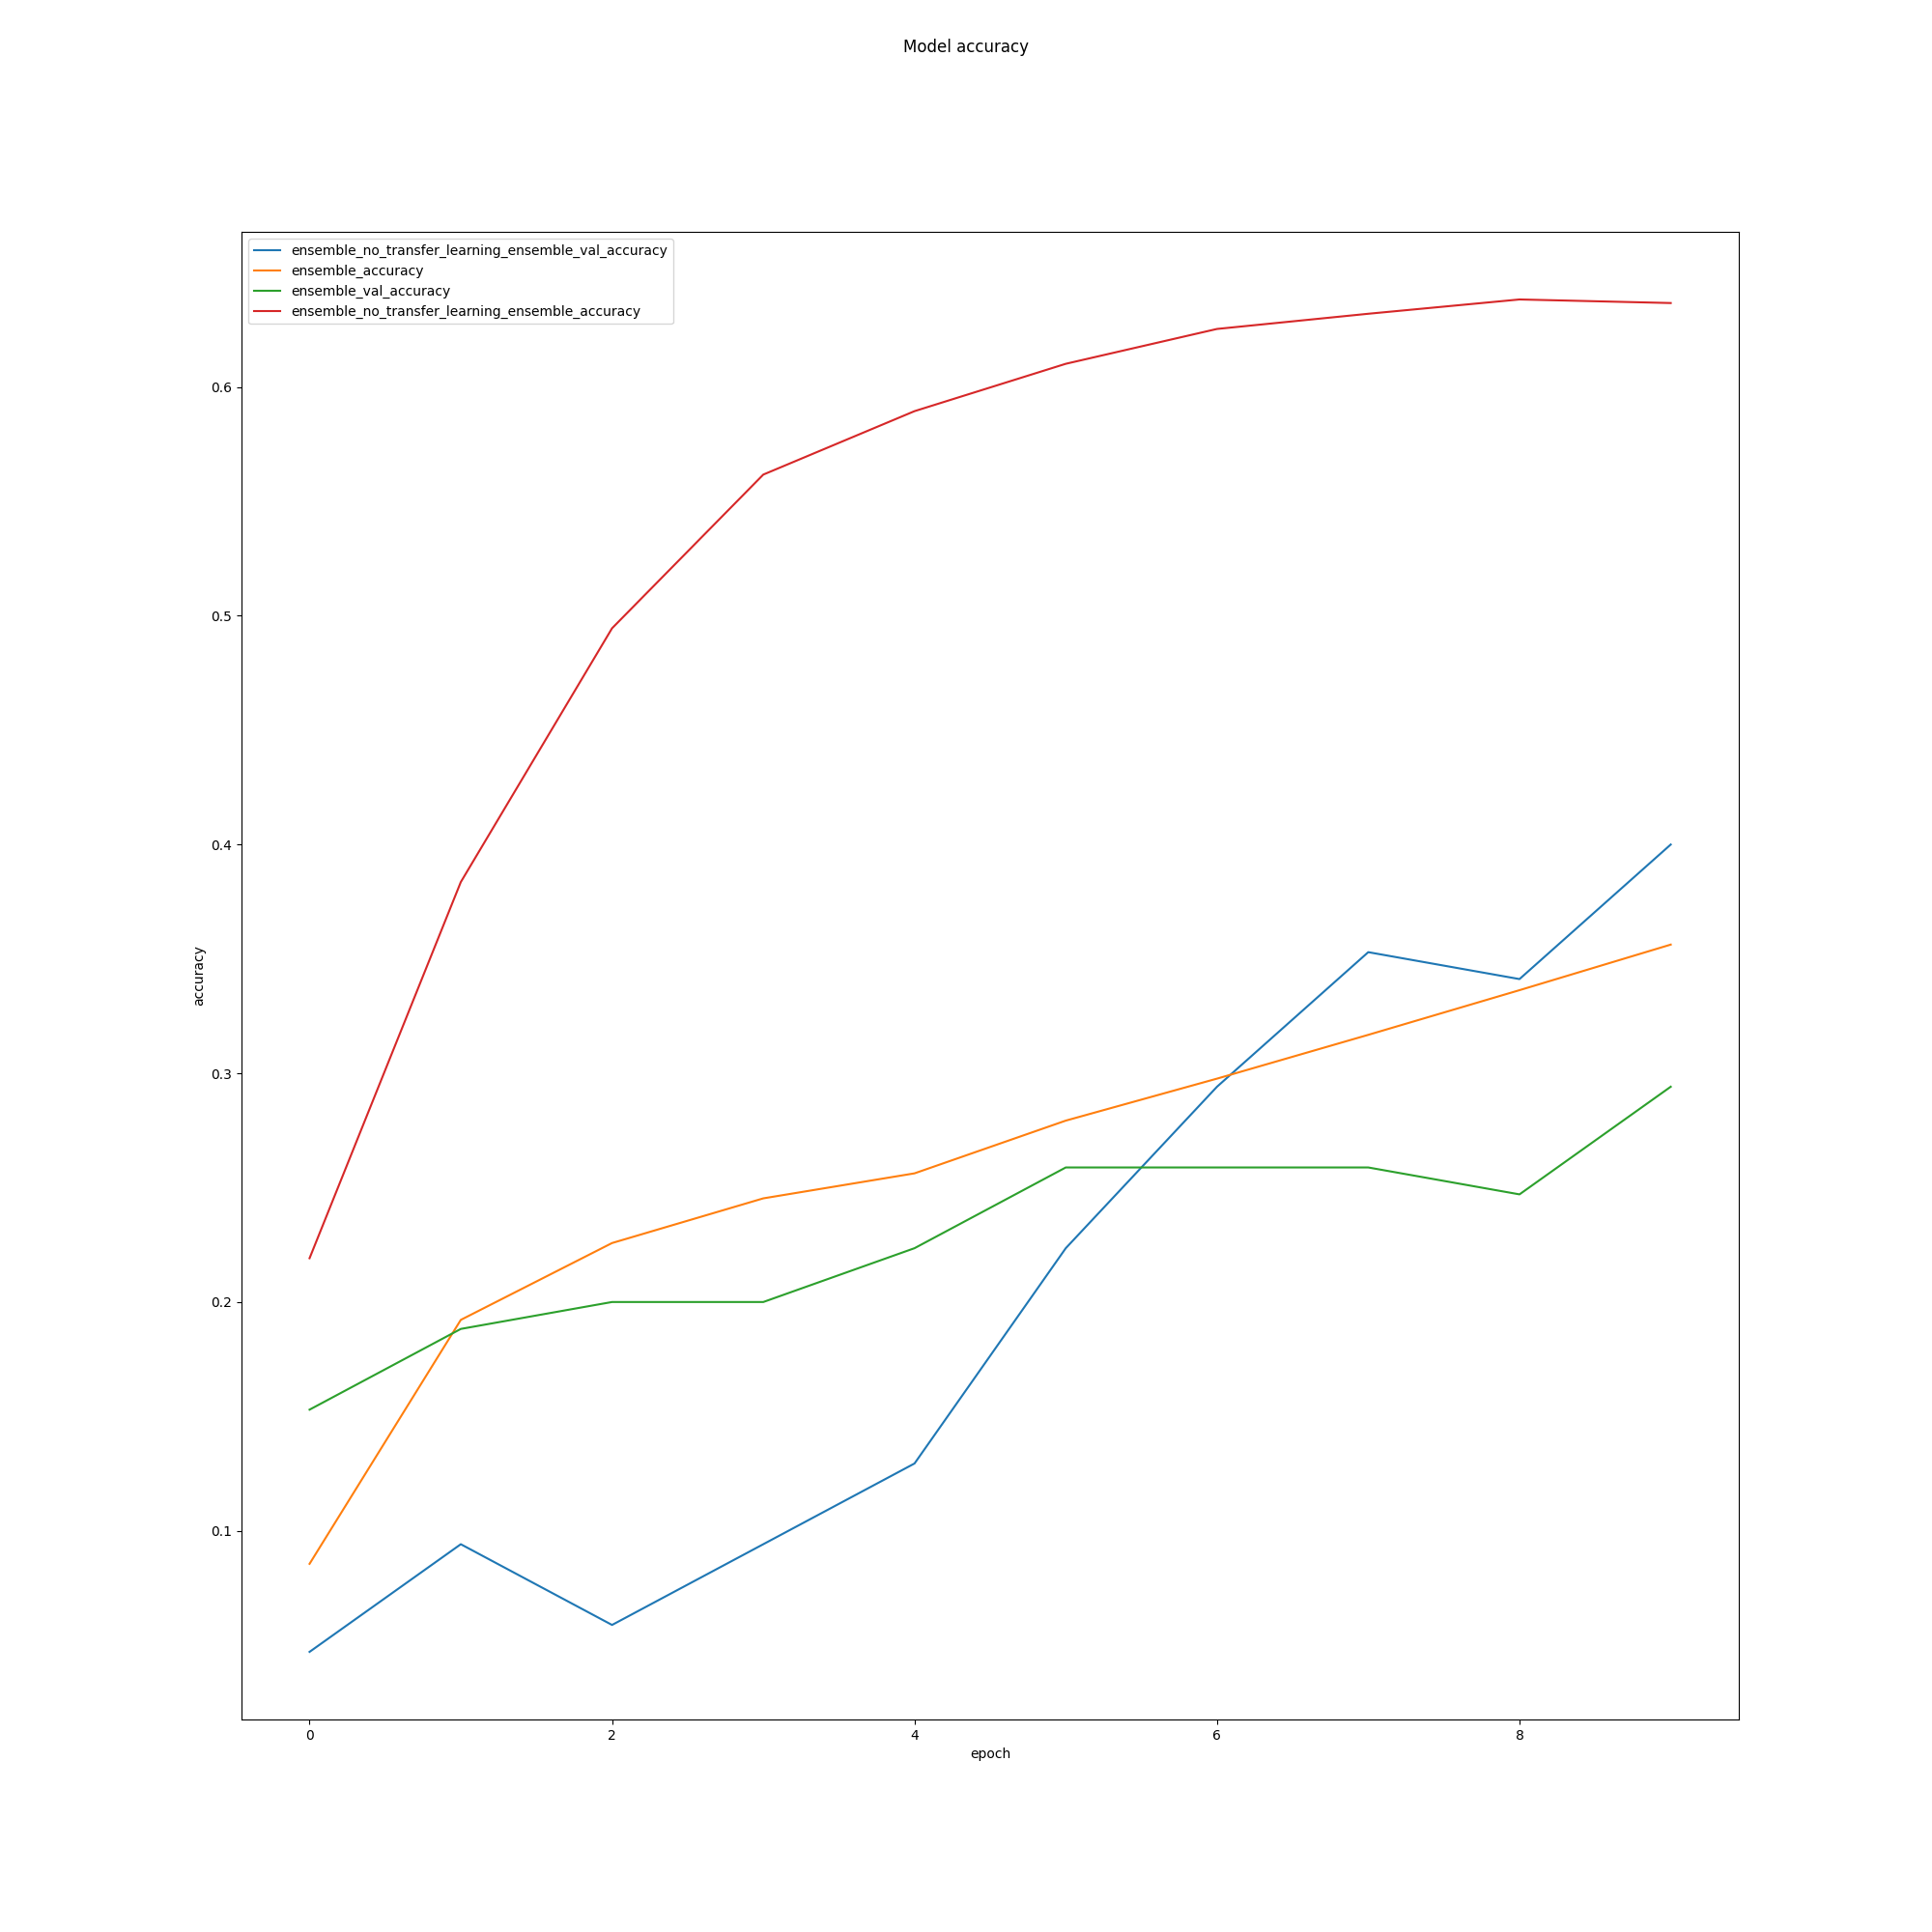 Model accuracy
ensemble_no_transfer_learning_ensemble_val_accuracy
ensemble_accuracy
ensemble_val_accuracy
ensemble_no_transfer_learning_ensemble_accuracy
0.6
0.5
0.4
0.3
0.2
0.1
accuracy
0 2 4 6 8
epoch